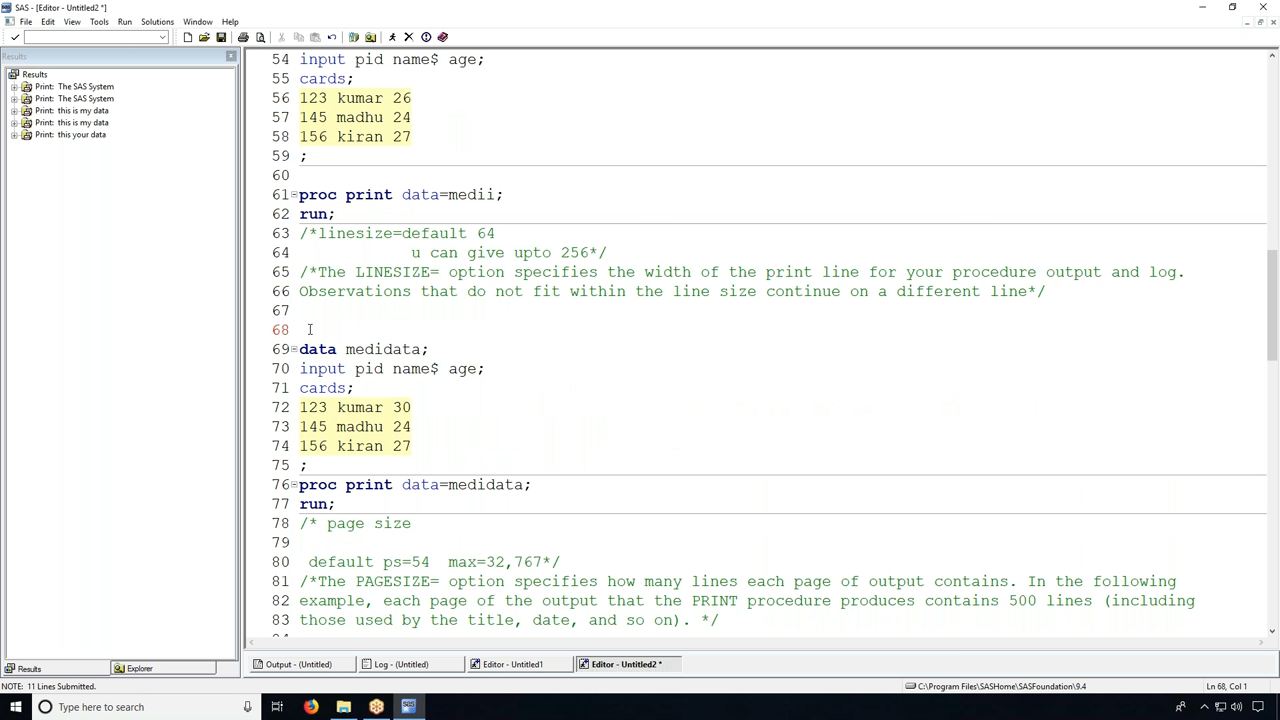 SAS - [Editor - Untitled2 *]
File Edit View Tools Run Solutions Window Help
Results
Results
Print: The SAS System
Print: The SAS System
Print: this is my data
Print: this is my data
Print: this your data
54 input pid name$ age;
55 cards;
56 123 kumar 26
57 145 madhu 24
58 156 kiran 27
59 ;
60
61 proc print data=medii;
62 run;
63 /*linesize=default 64
64 u can give upto 256*/
65 /*The LINESIZE= option specifies the width of the print line for your procedure output and log.
66 Observations that do not fit within the line size continue on a different line*/
67
68
69 data medidata;
70 input pid name$ age;
71 cards;
72 123 kumar 30
73 145 madhu 24
74 156 kiran 27
75 ;
76 proc print data=medidata;
77 run;
78 /* page size
79
80 default ps=54 max=32,767*/
81 /*The PAGESIZE= option specifies how many lines each page of output contains. In the following
82 example, each page of the output that the PRINT procedure produces contains 500 lines (including
83 those used by the title, date, and so on). */
Results Explorer Output - (Untitled) Log - (Untitled) Editor - Untitled1 Editor - Untitled2 *
NOTE: 11 Lines Submitted. C:\Program Files\SASHome\SASFoundation\9.4 Ln 68, Col 1
Type here to search